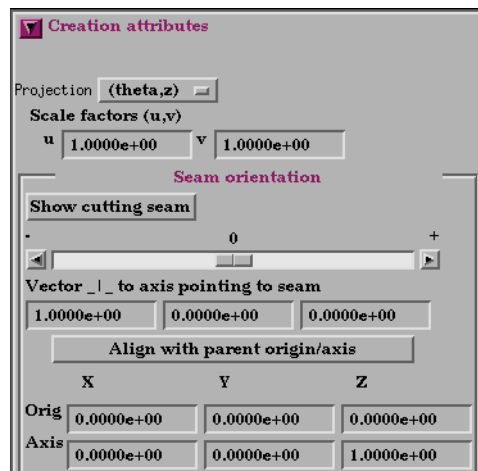 Creation attributes
Projection (theta,z)
Scale factors (u,v)
u 1.0000e+00 v 1.0000e+00
Seam orientation
Show cutting seam
- 0 +
Vector _|_ to axis pointing to seam
1.0000e+00 0.0000e+00 0.0000e+00
Align with parent origin/axis
X Y Z
Orig 0.0000e+00 0.0000e+00 0.0000e+00
Axis 0.0000e+00 0.0000e+00 1.0000e+00